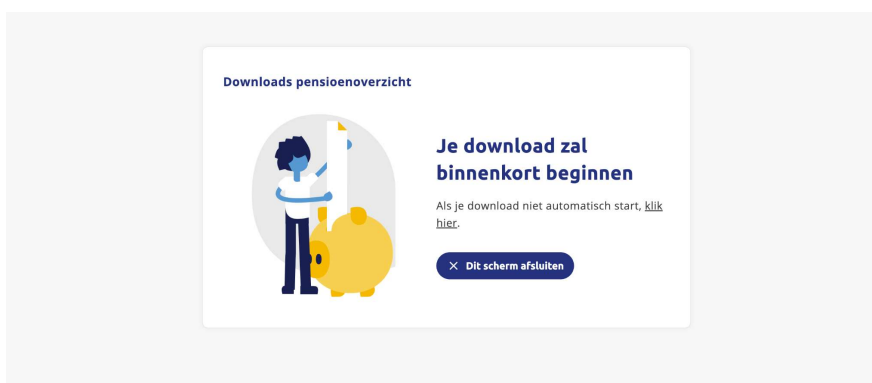 Downloads pensioenoverzicht
Je download zal
binnenkort beginnen
Als je download niet automatisch start, klik
hier.
Dit scherm afsluiten